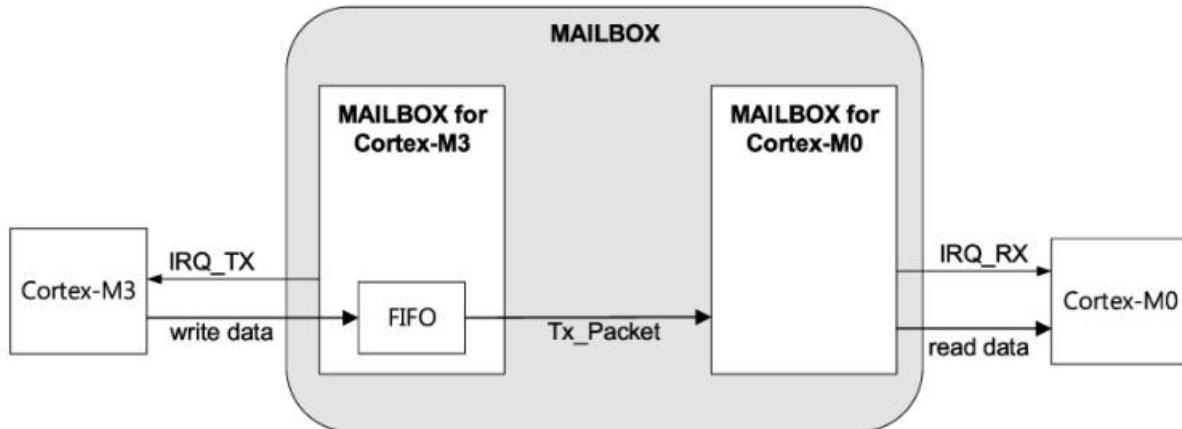 MAILBOX
MAILBOX for
Cortex-M3
MAILBOX for
Cortex-M0
Cortex-M3
IRQ_TX
write data
FIFO
Tx_Packet
IRQ_RX
read data
Cortex-M0